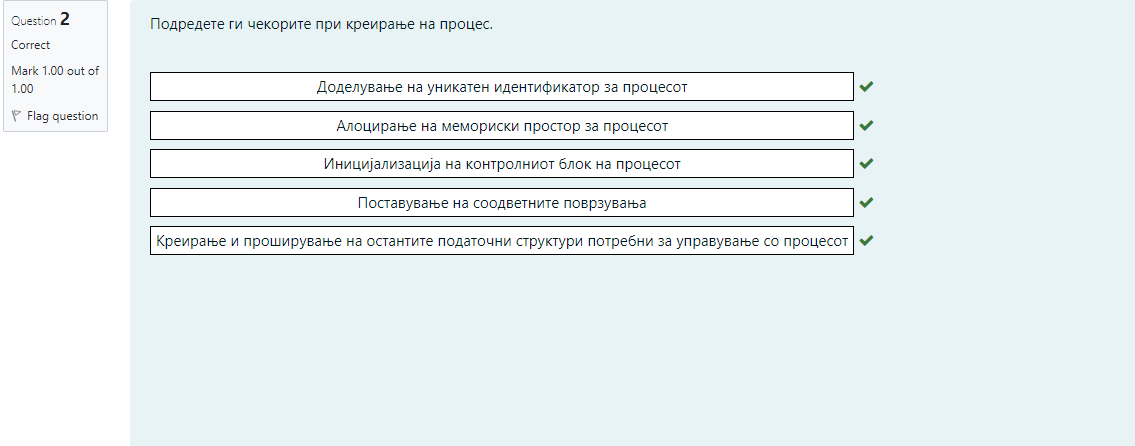 Question 2
Correct
Mark 1.00 out of
1.00
Flag question
Подредете ги чекорите при креирање на процес.
Доделување на уникатен идентификатор за процесот
Алоцирање на мемориски простор за процесот
Иницијализација на контролниот блок на процесот
Поставување на соодветните поврзувања
Креирање и проширување на остантите податочни структури потребни за управување со процесот